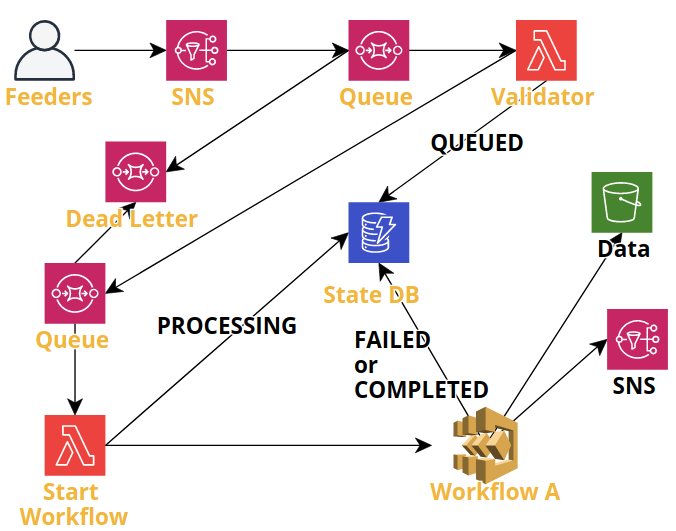 Feeders
SNS
Queue
Validator
QUEUED
Dead Letter
Data
State DB
PROCESSING
Queue
FAILED
or
COMPLETED
SNS
Start
Workflow
Workflow A